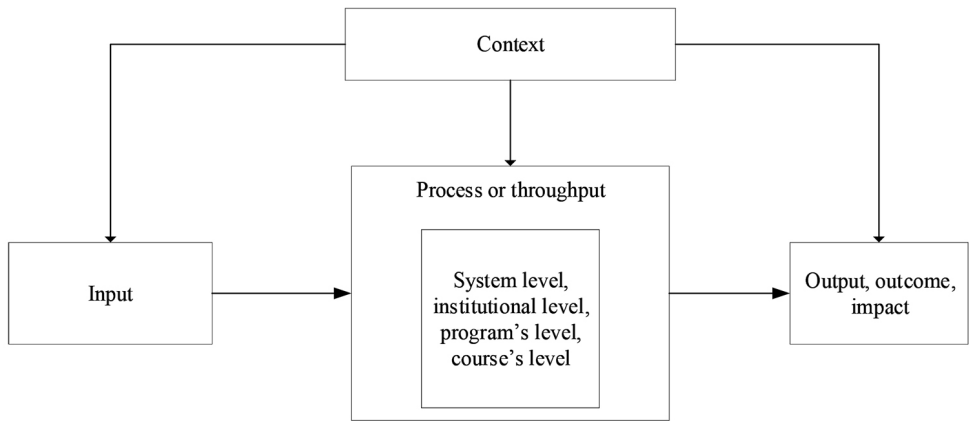 Context
Process or throughput
System level,
institutional level,
program’s level,
course’s level
Input
Output, outcome,
impact